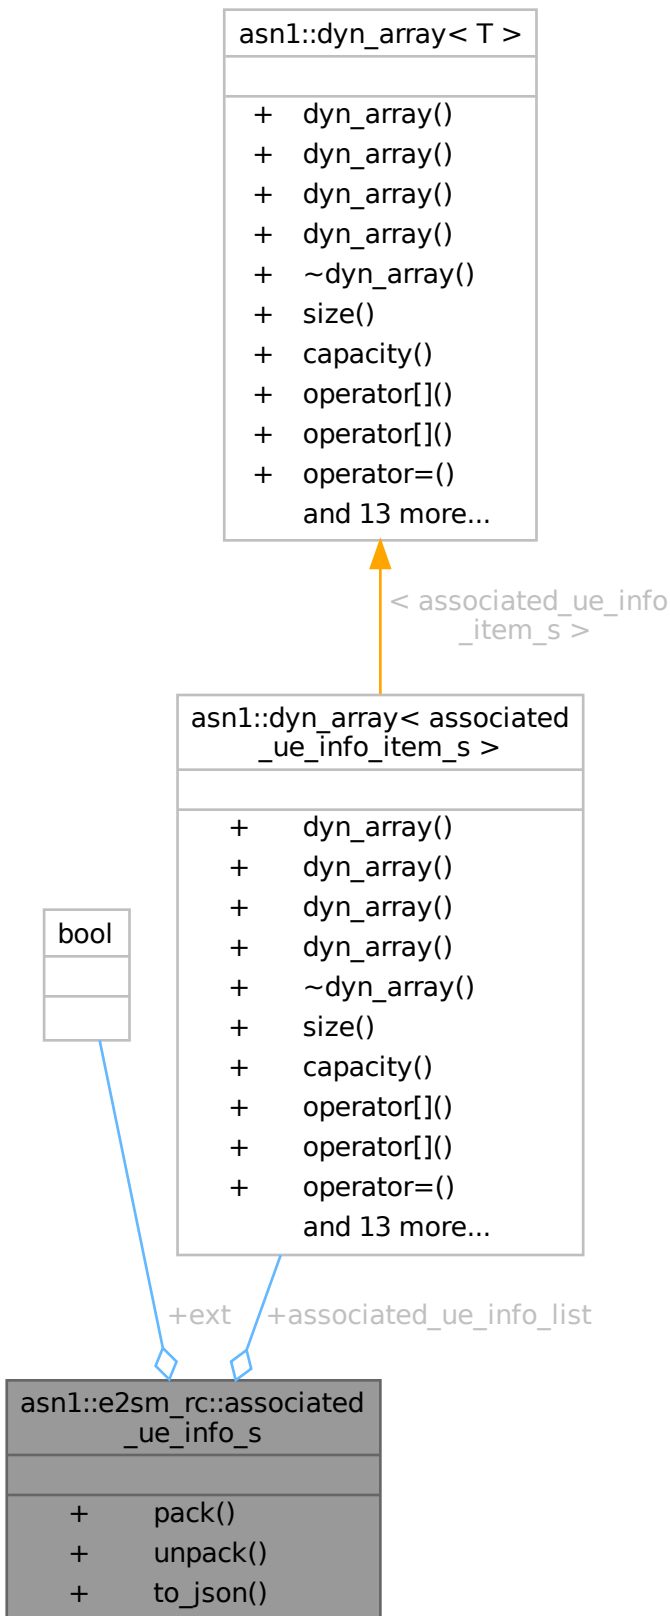 asn1::dyn_array< T >
+ dyn_array()
+ dyn_array()
+ dyn_array()
+ dyn_array()
+ ~dyn_array()
+ size()
+ capacity()
+ operator[]()
+ operator[]()
+ operator=()
and 13 more...
< associated_ue_info
_item_s >
asn1::dyn_array< associated
_ue_info_item_s >
+ dyn_array()
+ dyn_array()
+ dyn_array()
+ dyn_array()
+ ~dyn_array()
+ size()
+ capacity()
+ operator[]()
+ operator[]()
+ operator=()
and 13 more...
bool
+ext
+associated_ue_info_list
asn1::e2sm_rc::associated
_ue_info_s
+ pack()
+ unpack()
+ to_json()